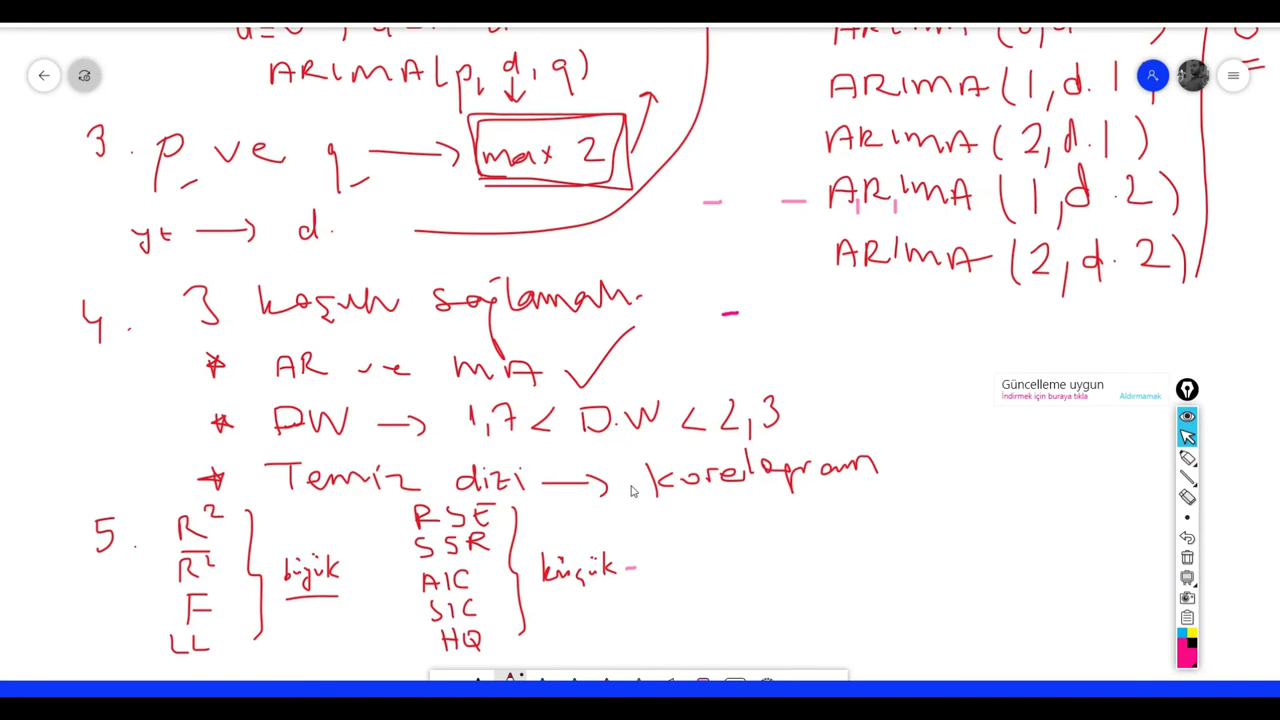 ARIMA(p, d, q)
3. p ve q → max 2
yt → d.
ARIMA(1, d. 1)
ARIMA(2, d. 1)
ARIMA(1, d. 2)
ARIMA(2, d. 2)
4. 3 koşulu sağlamalı.
* AR ve MA ✓
* DW → 1,7 < D.W < 2,3
* Temiz dizi → korelogram
5. R² R̄² F LL } büyük
RSE SSR AIC SIC HQ } küçük
Güncelleme uygun
İndirmek için buraya tıkla Aldırmamak